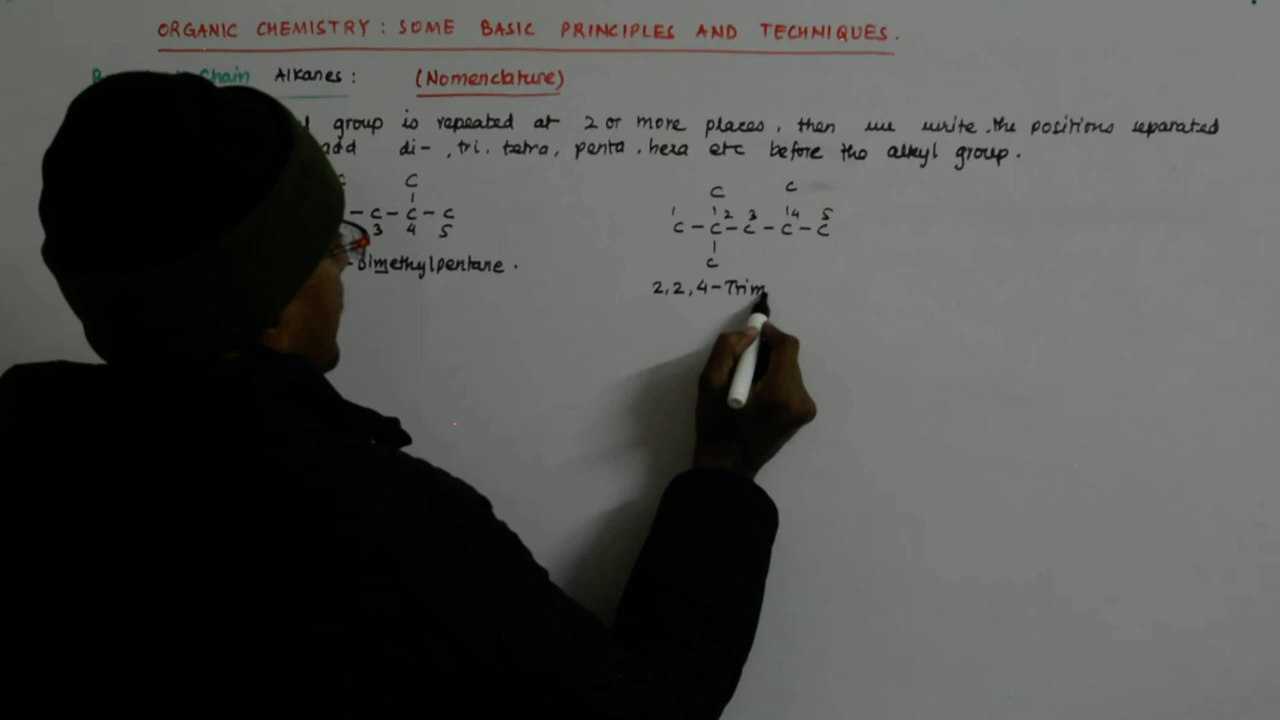 ORGANIC CHEMISTRY : SOME BASIC PRINCIPLES AND TECHNIQUES.
Chain Alkanes : (Nomenclature)
group is repeated at 2 or more places, then we write the positions separated
add di-, tri, tetra, penta, hexa etc before the alkyl group.
C C
- C - C - C
3 4 5
-Dimethylpentane.
C C
1 2 3 4 5
C - C - C - C - C
C
2,2,4-Trim